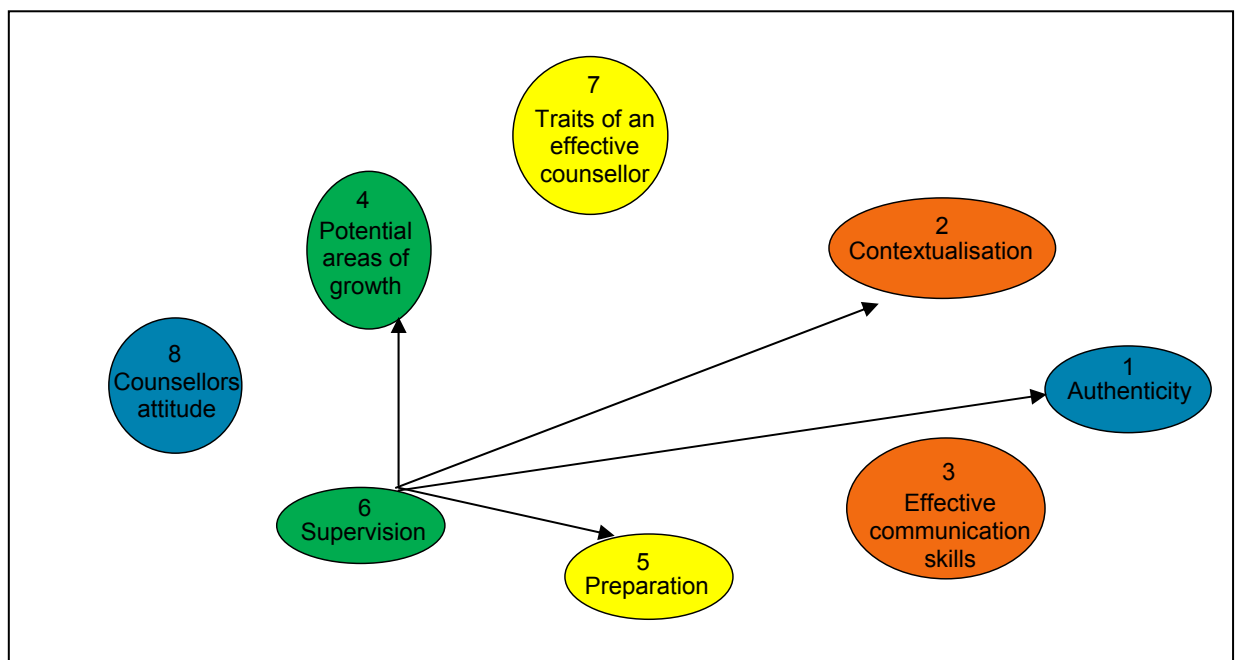 7
Traits of an
effective
counsellor
4
Potential
areas of
growth
2
Contextualisation
8
Counsellors
attitude
1
Authenticity
3
Effective
communication
skills
6
Supervision
5
Preparation